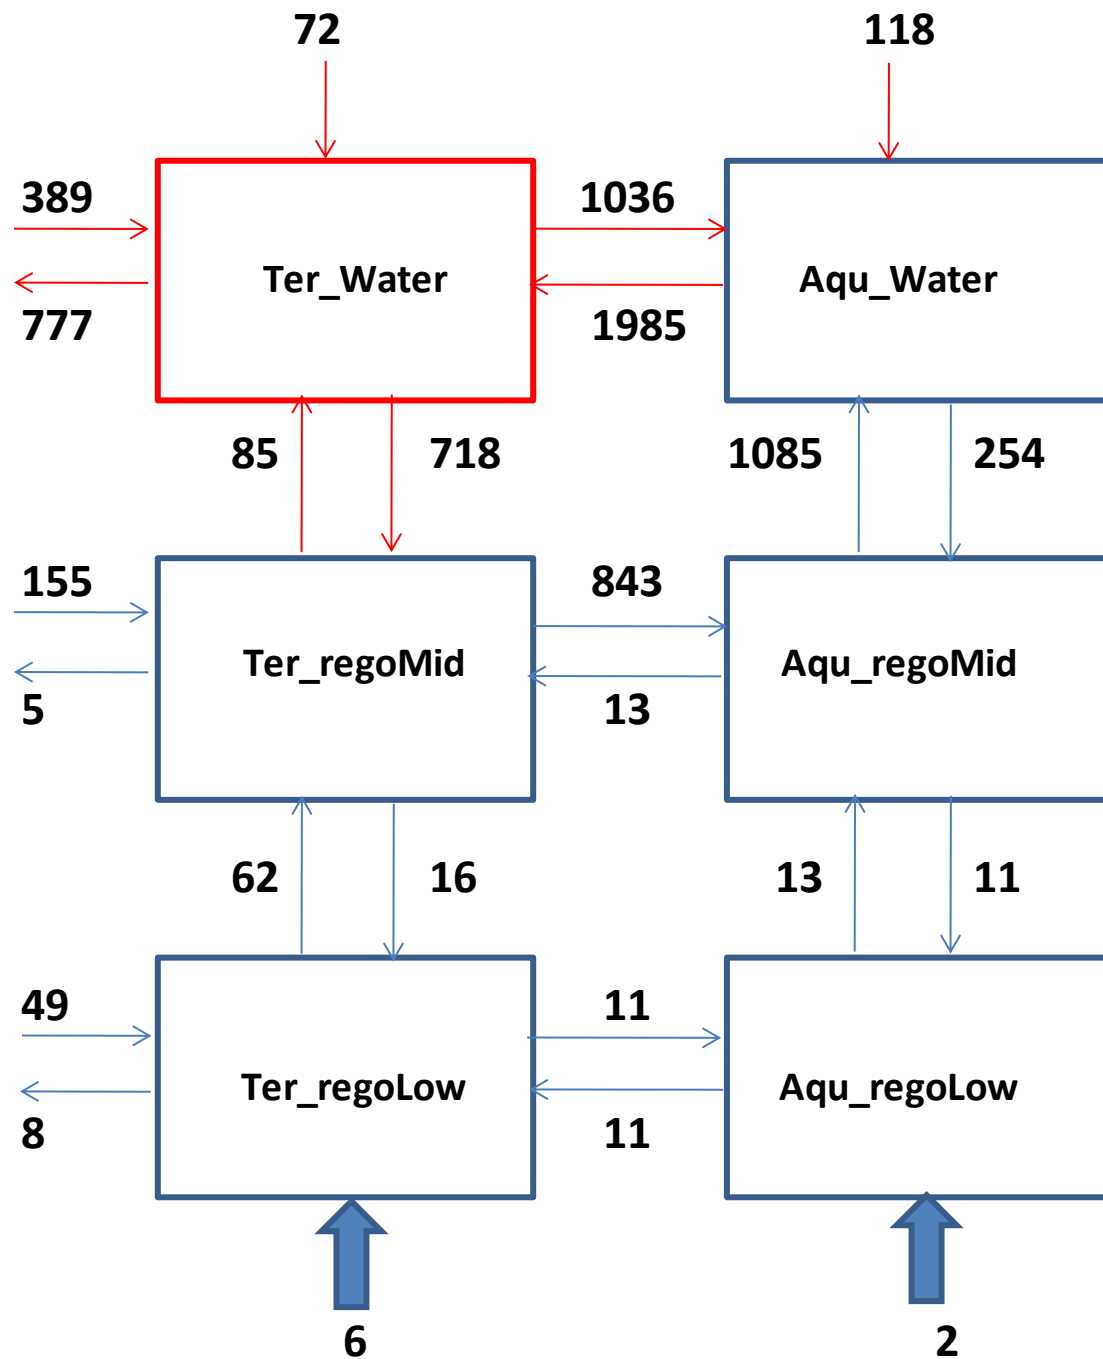 72 118
389 1036
Ter_Water Aqu_Water
777 1985
85 718 1085 254
155 843
Ter_regoMid Aqu_regoMid
5 13
62 16 13 11
49 11
Ter_regoLow Aqu_regoLow
8 11
6 2